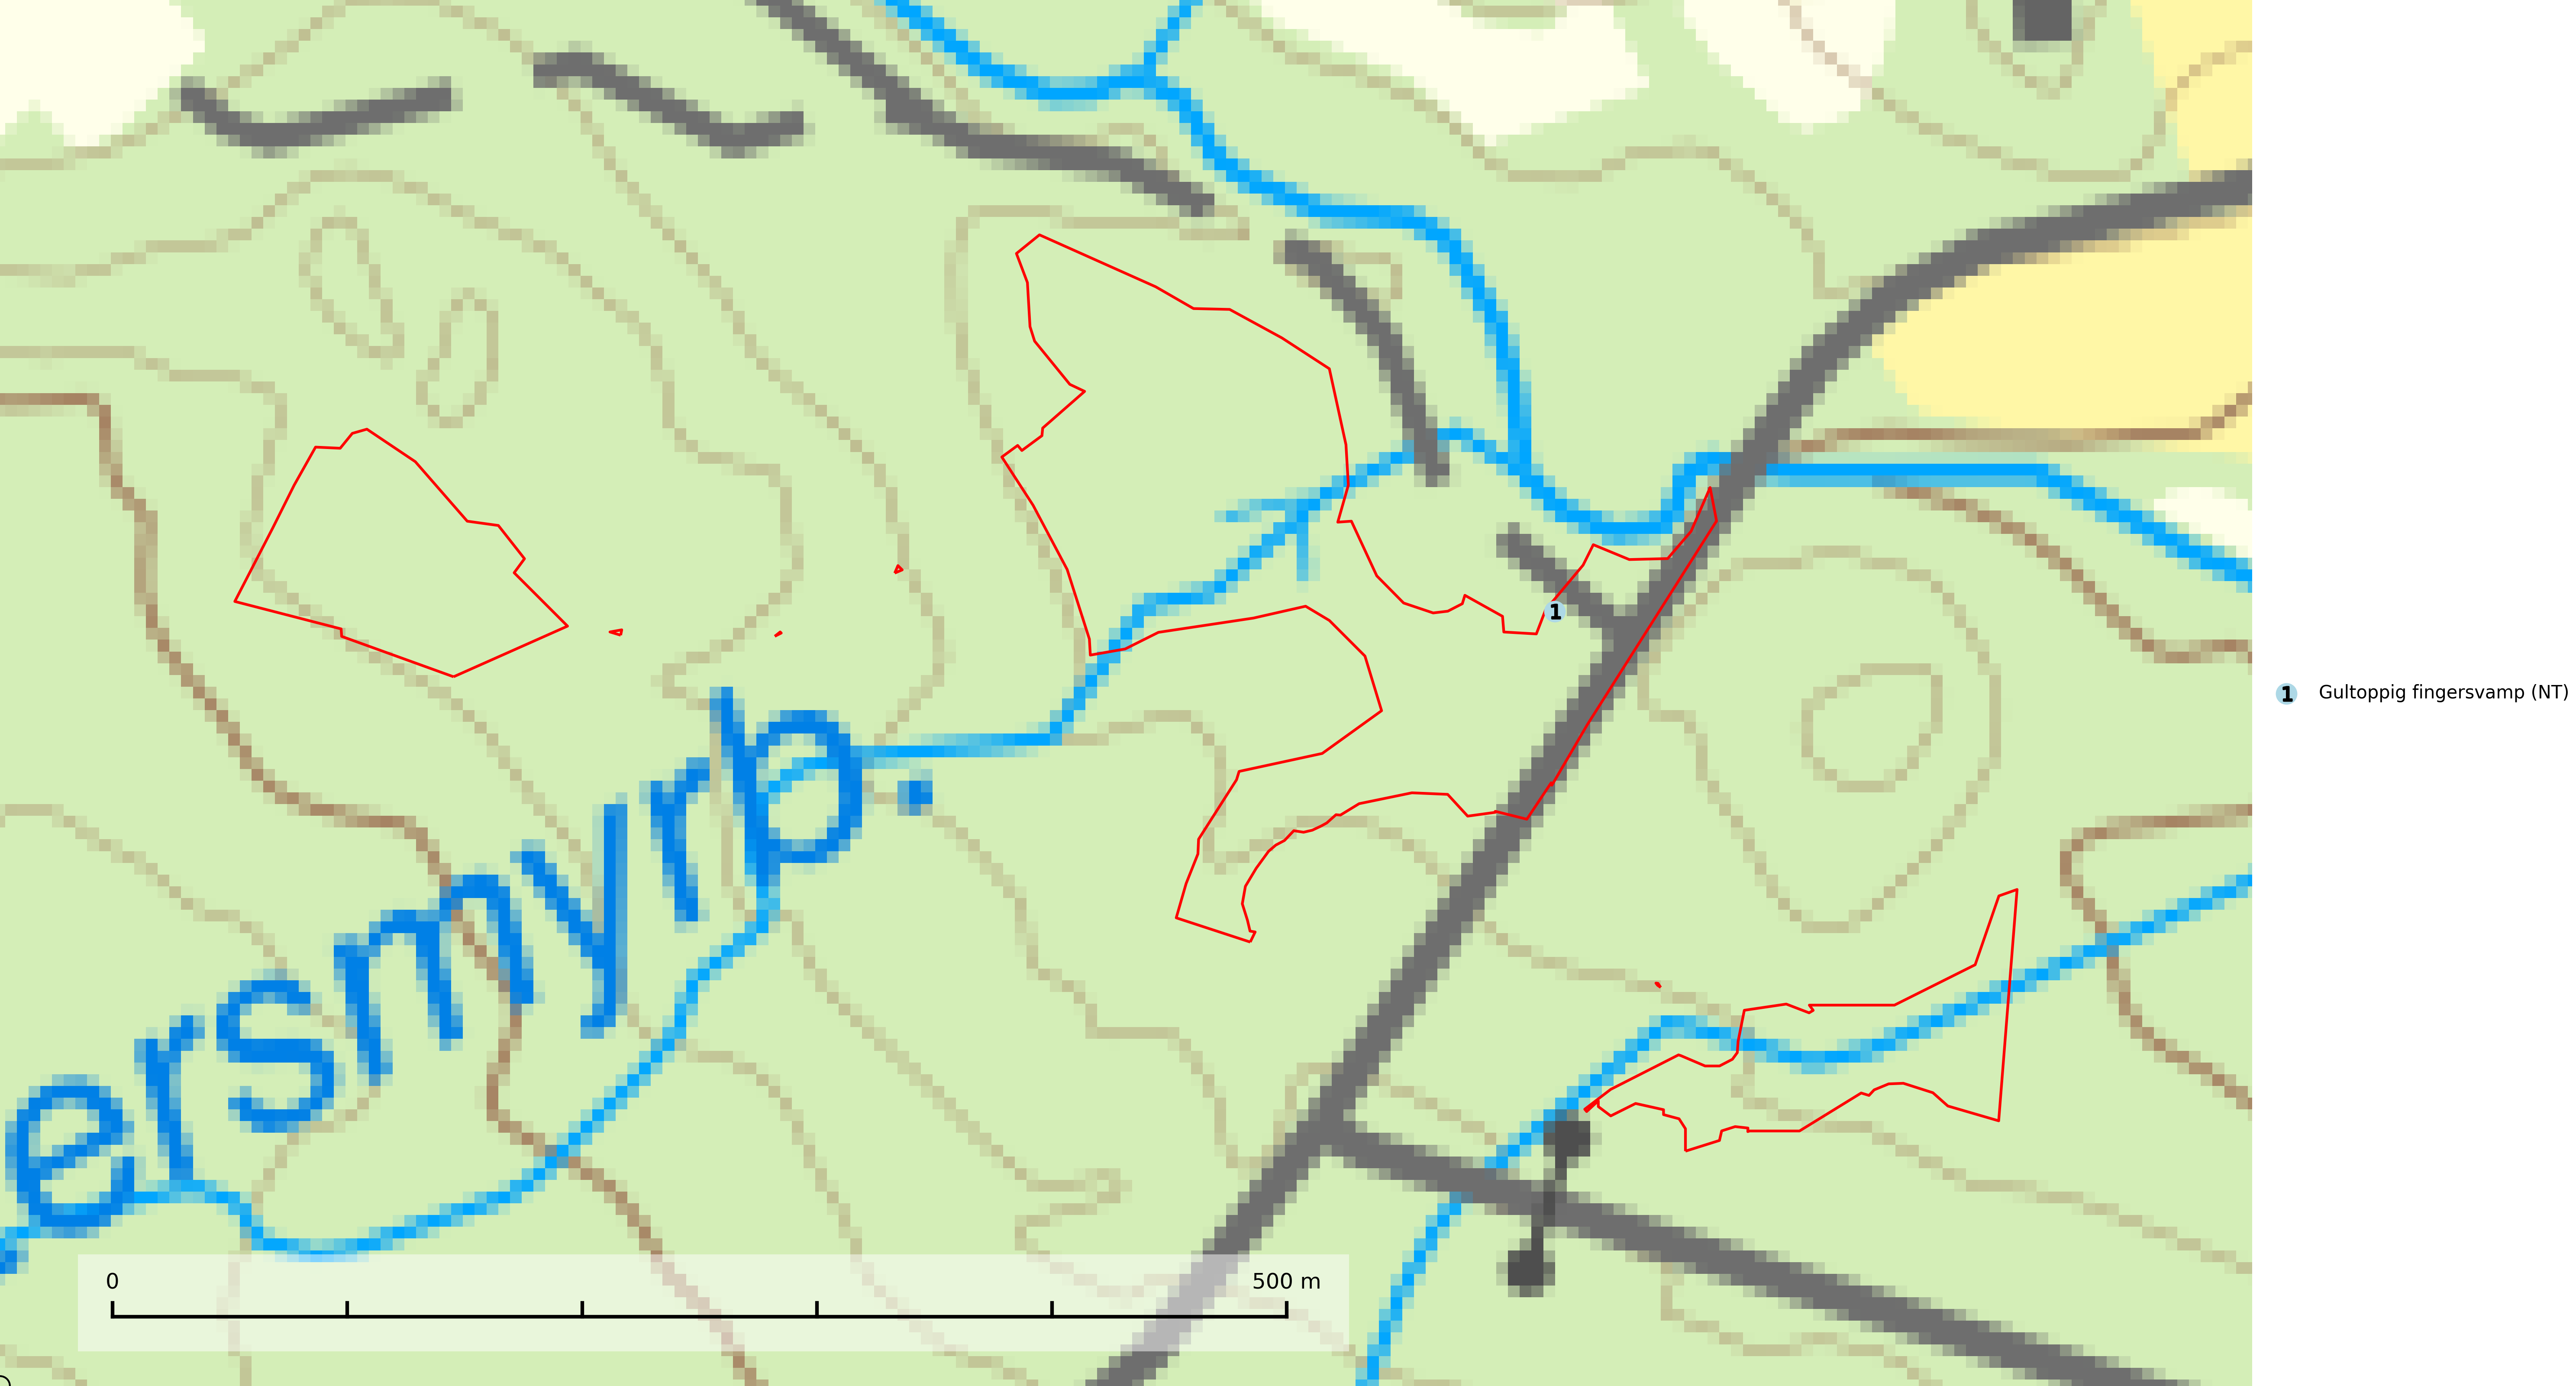 ersmyrb.
1
1 Gultoppig fingersvamp (NT)
0 500 m